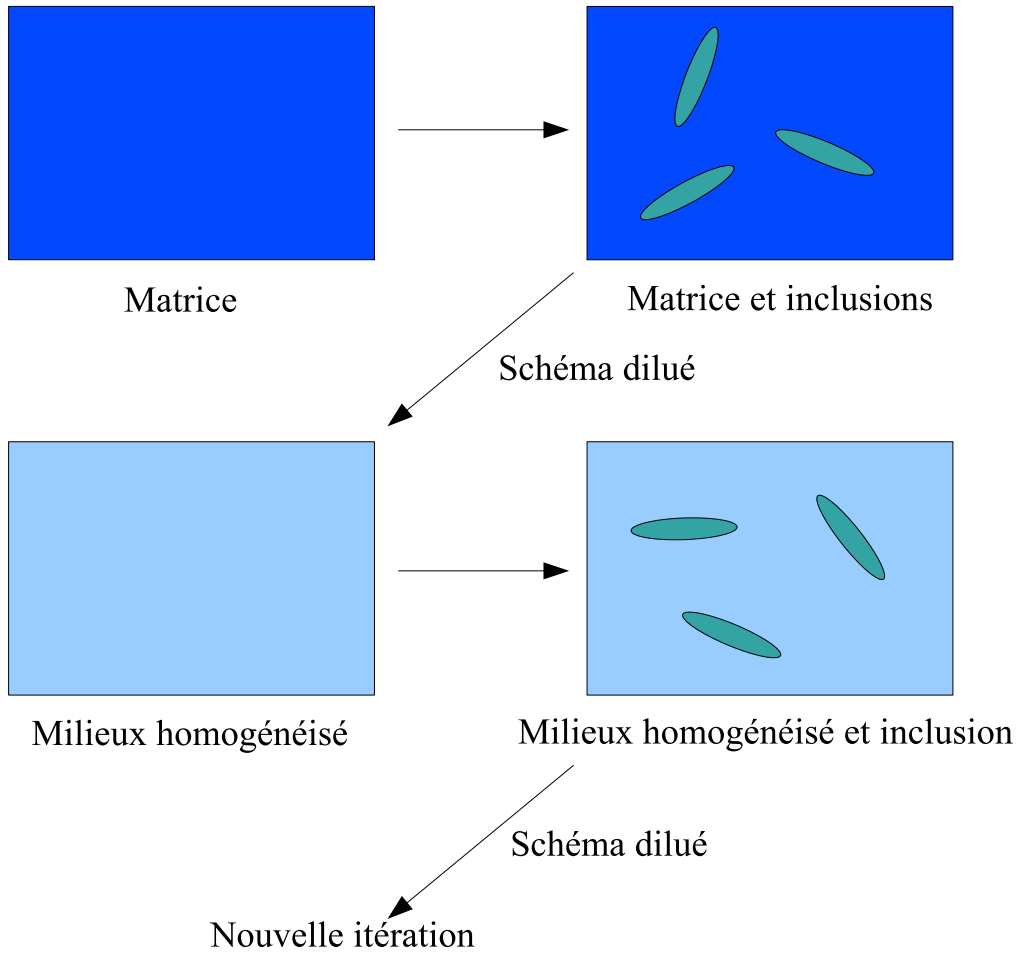 Matrice
Matrice et inclusions
Schéma dilué
Milieux homogénéisé
Milieux homogénéisé et inclusion
Schéma dilué
Nouvelle itération